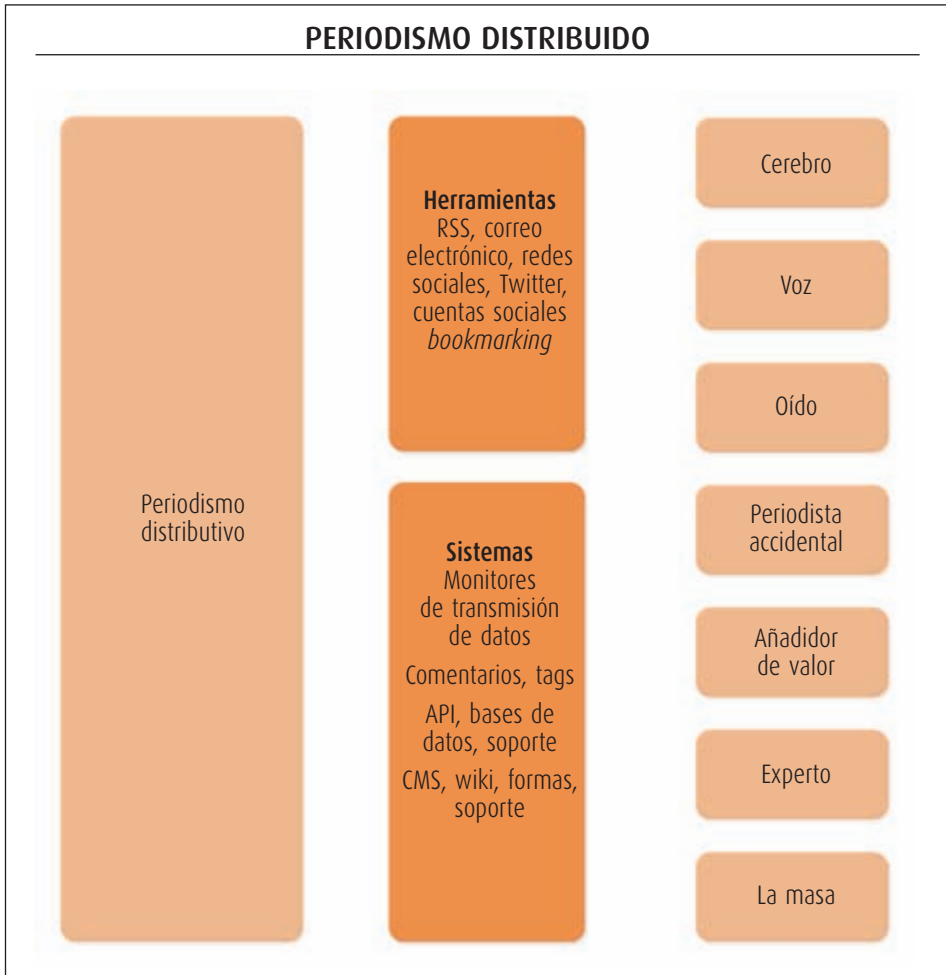 PERIODISMO DISTRIBUIDO
Periodismo
distributivo
Herramientas
RSS, correo
electrónico, redes
sociales, Twitter,
cuentas sociales
bookmarking
Sistemas
Monitores
de transmisión
de datos
Comentarios, tags
API, bases de
datos, soporte
CMS, wiki, formas,
soporte
Cerebro
Voz
Oído
Periodista
accidental
Añadidor
de valor
Experto
La masa